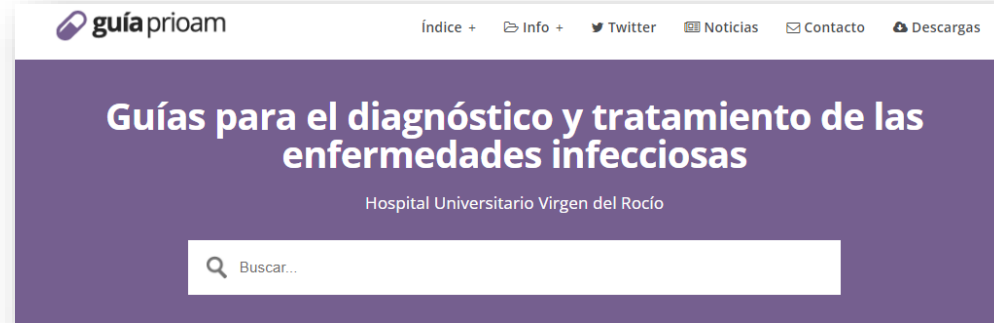 guía prioam
Índice + Info + Twitter Noticias Contacto Descargas
Guías para el diagnóstico y tratamiento de las
enfermedades infecciosas
Hospital Universitario Virgen del Rocío
Buscar...